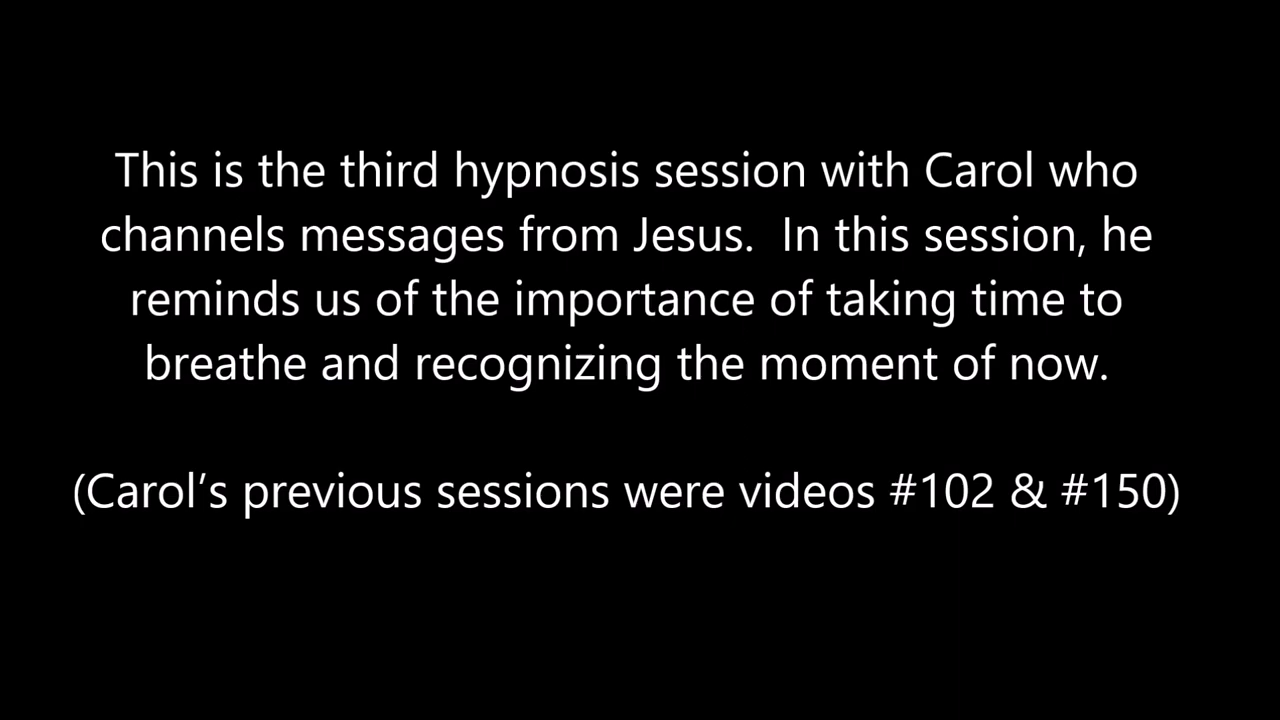 This is the third hypnosis session with Carol who
channels messages from Jesus.  In this session, he
reminds us of the importance of taking time to
breathe and recognizing the moment of now.
(Carol’s previous sessions were videos #102 & #150)